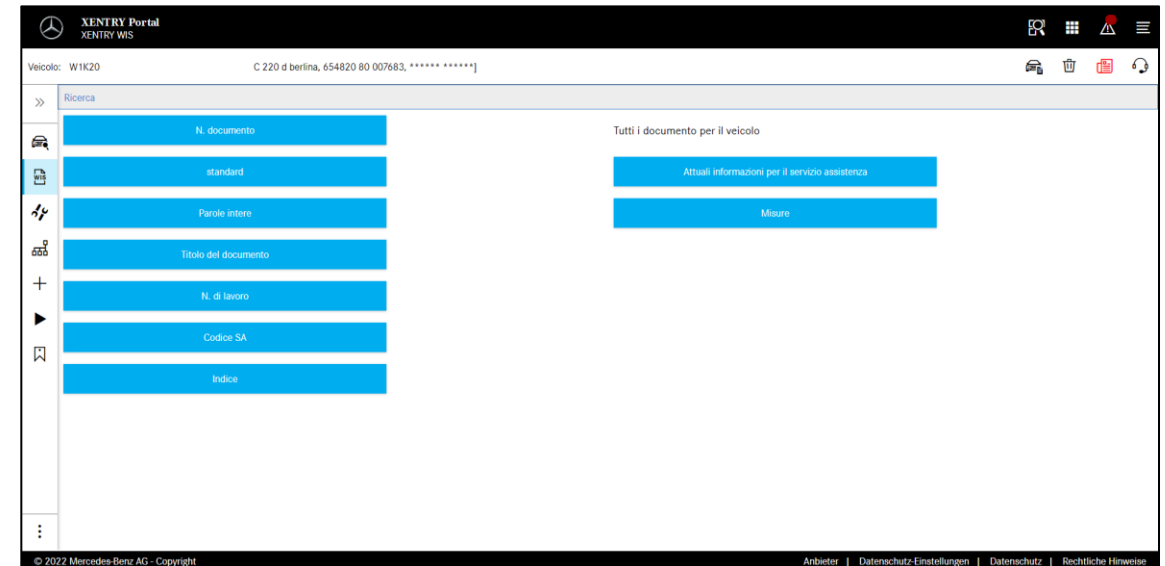 XENTRY Portal
XENTRY WIS
Veicolo: W1K20 C 220 d berlina, 654820 80 007683, ****** ******]
Ricerca
N. documento
Tutti i documento per il veicolo
WIS
standard
Attuali informazioni per il servizio assistenza
Parole intere
Misure
Titolo del documento
N. di lavoro
Codice SA
Indice
© 2022 Mercedes-Benz AG - Copyright
Anbieter | Datenschutz-Einstellungen | Datenschutz | Rechtliche Hinweise